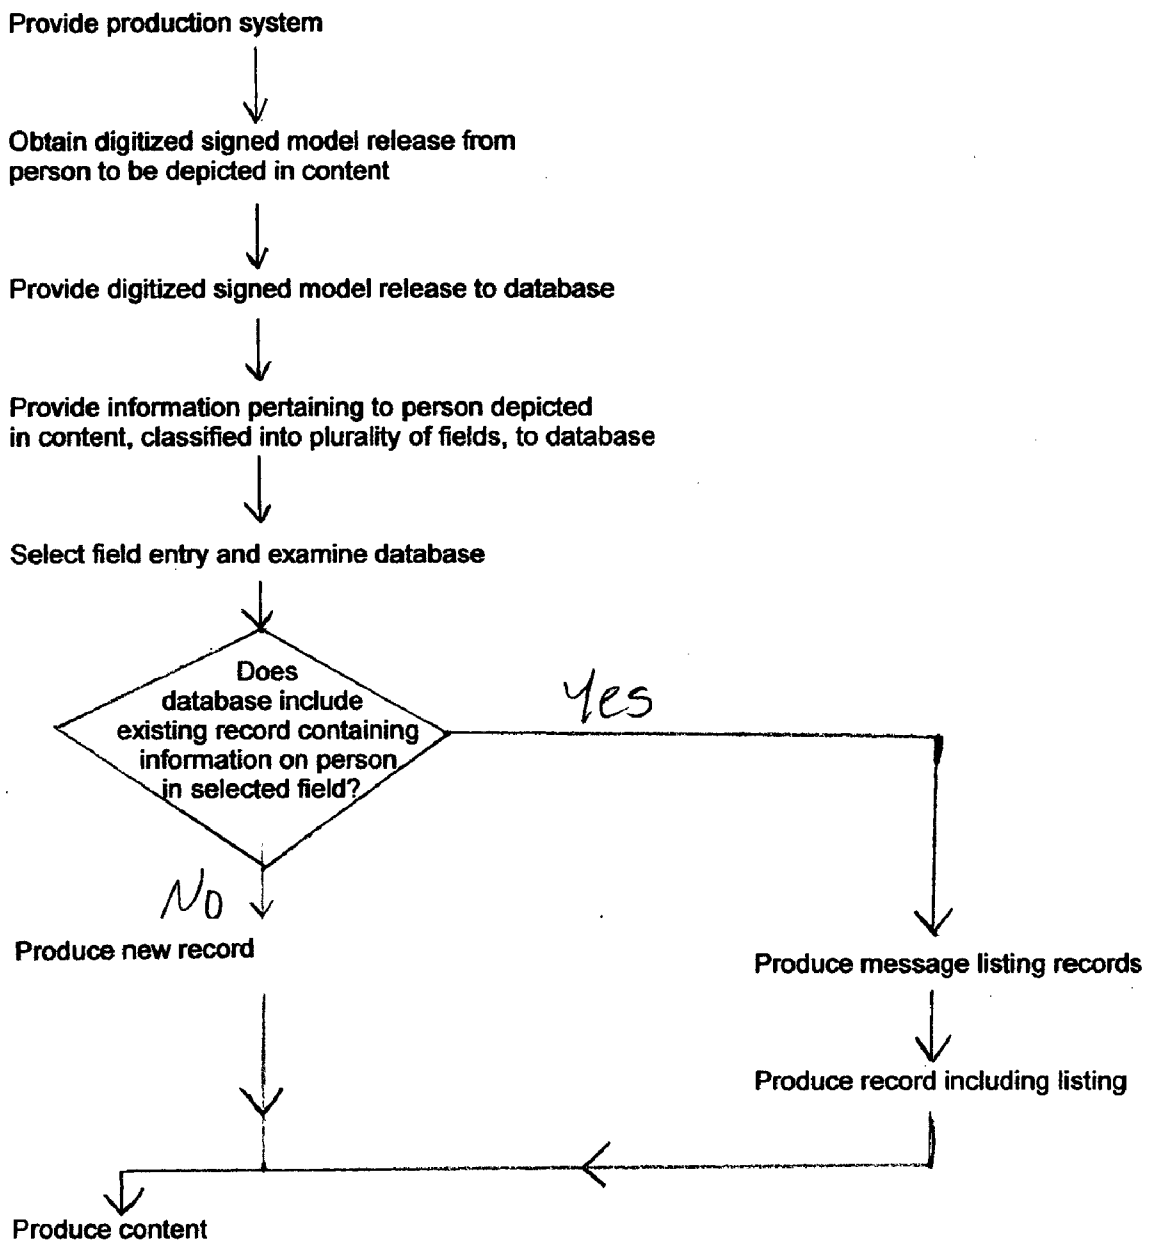 Provide production system
Obtain digitized signed model release from
person to be depicted in content
Provide digitized signed model release to database
Provide information pertaining to person depicted
in content, classified into plurality of fields, to database
Select field entry and examine database
Does
database include
existing record containing
information on person
in selected field?
Yes
No
Produce new record
Produce message listing records
Produce record including listing
Produce content